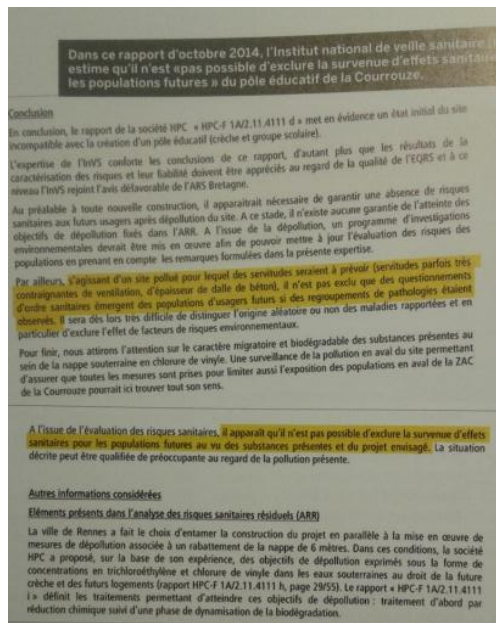 Dans ce rapport d'octobre 2014, l'Institut national de veille sanitaire
estime qu'il n'est «pas possible d'exclure la survenue d'effets sanitaires
les populations futures » du pôle éducatif de la Courrouze.
Conclusion
En conclusion, le rapport de la société HPC « HPC-F 1A/2.11.4111 d » met en évidence un état initial du site
incompatible avec la création d'un pôle éducatif (crèche et groupe scolaire).
L'expertise de l'InVS conforte les conclusions de ce rapport, d'autant plus que les résultats de la
caractérisation des risques et leur fiabilité doivent être appréciés au regard de la qualité de l'EQRS et à ce
niveau l'InVS rejoint l'avis défavorable de l'ARS Bretagne.
Au préalable à toute nouvelle construction, il apparaitrait nécessaire de garantir une absence de risques
sanitaires aux futurs usagers après dépollution du site. A ce stade, il n'existe aucune garantie de l'atteinte des
objectifs de dépollution fixés dans l'ARR. A l'issue de la dépollution, un programme d'investigations
environnementales devrait être mis en œuvre afin de pouvoir mettre à jour l'évaluation des risques des
populations en prenant en compte les remarques formulées dans la présente expertise.
Par ailleurs, s'agissant d'un site pollué pour lequel des servitudes seraient à prévoir (servitudes parfois très
contraignantes de ventilation, d'épaisseur de dalle de béton), il n'est pas exclu que des questionnements
d'ordre sanitaires émergent des populations d'usagers futurs si des regroupements de pathologies étaient
observés. Il sera dès lors très difficile de distinguer l'origine aléatoire ou non des maladies rapportées et en
particulier d'exclure l'effet de facteurs de risques environnementaux.
Pour finir, nous attirons l'attention sur le caractère migratoire et biodégradable des substances présentes au
sein de la nappe souterraine en chlorure de vinyle. Une surveillance de la pollution en aval du site permettant
d'assurer que toutes les mesures sont prises pour limiter aussi l'exposition des populations en aval de la ZAC
de la Courrouze pourrait ici trouver tout son sens.
A l'issue de l'évaluation des risques sanitaires, il apparaît qu'il n'est pas possible d'exclure la survenue d'effets
sanitaires pour les populations futures au vu des substances présentes et du projet envisagé. La situation
décrite peut être qualifiée de préoccupante au regard de la pollution présente.
Autres informations considérées
Eléments présents dans l'analyse des risques sanitaires résiduels (ARR)
La ville de Rennes a fait le choix d'entamer la construction du projet en parallèle à la mise en œuvre de
mesures de dépollution associée à un rabattement de la nappe de 6 mètres. Dans ces conditions, la société
HPC a proposé, sur la base de son expérience, des objectifs de dépollution exprimés sous la forme de
concentrations en trichloroéthylène et chlorure de vinyle dans les eaux souterraines au droit de la future
crèche et des futurs logements (rapport HPC-F 1A/2.11.4111 h, page 29/55). Le rapport « HPC-F 1A/2.11.4111
i » définit les traitements permettant d'atteindre ces objectifs de dépollution : traitement d'abord par
réduction chimique suivi d'une phase de dynamisation de la biodégradation.